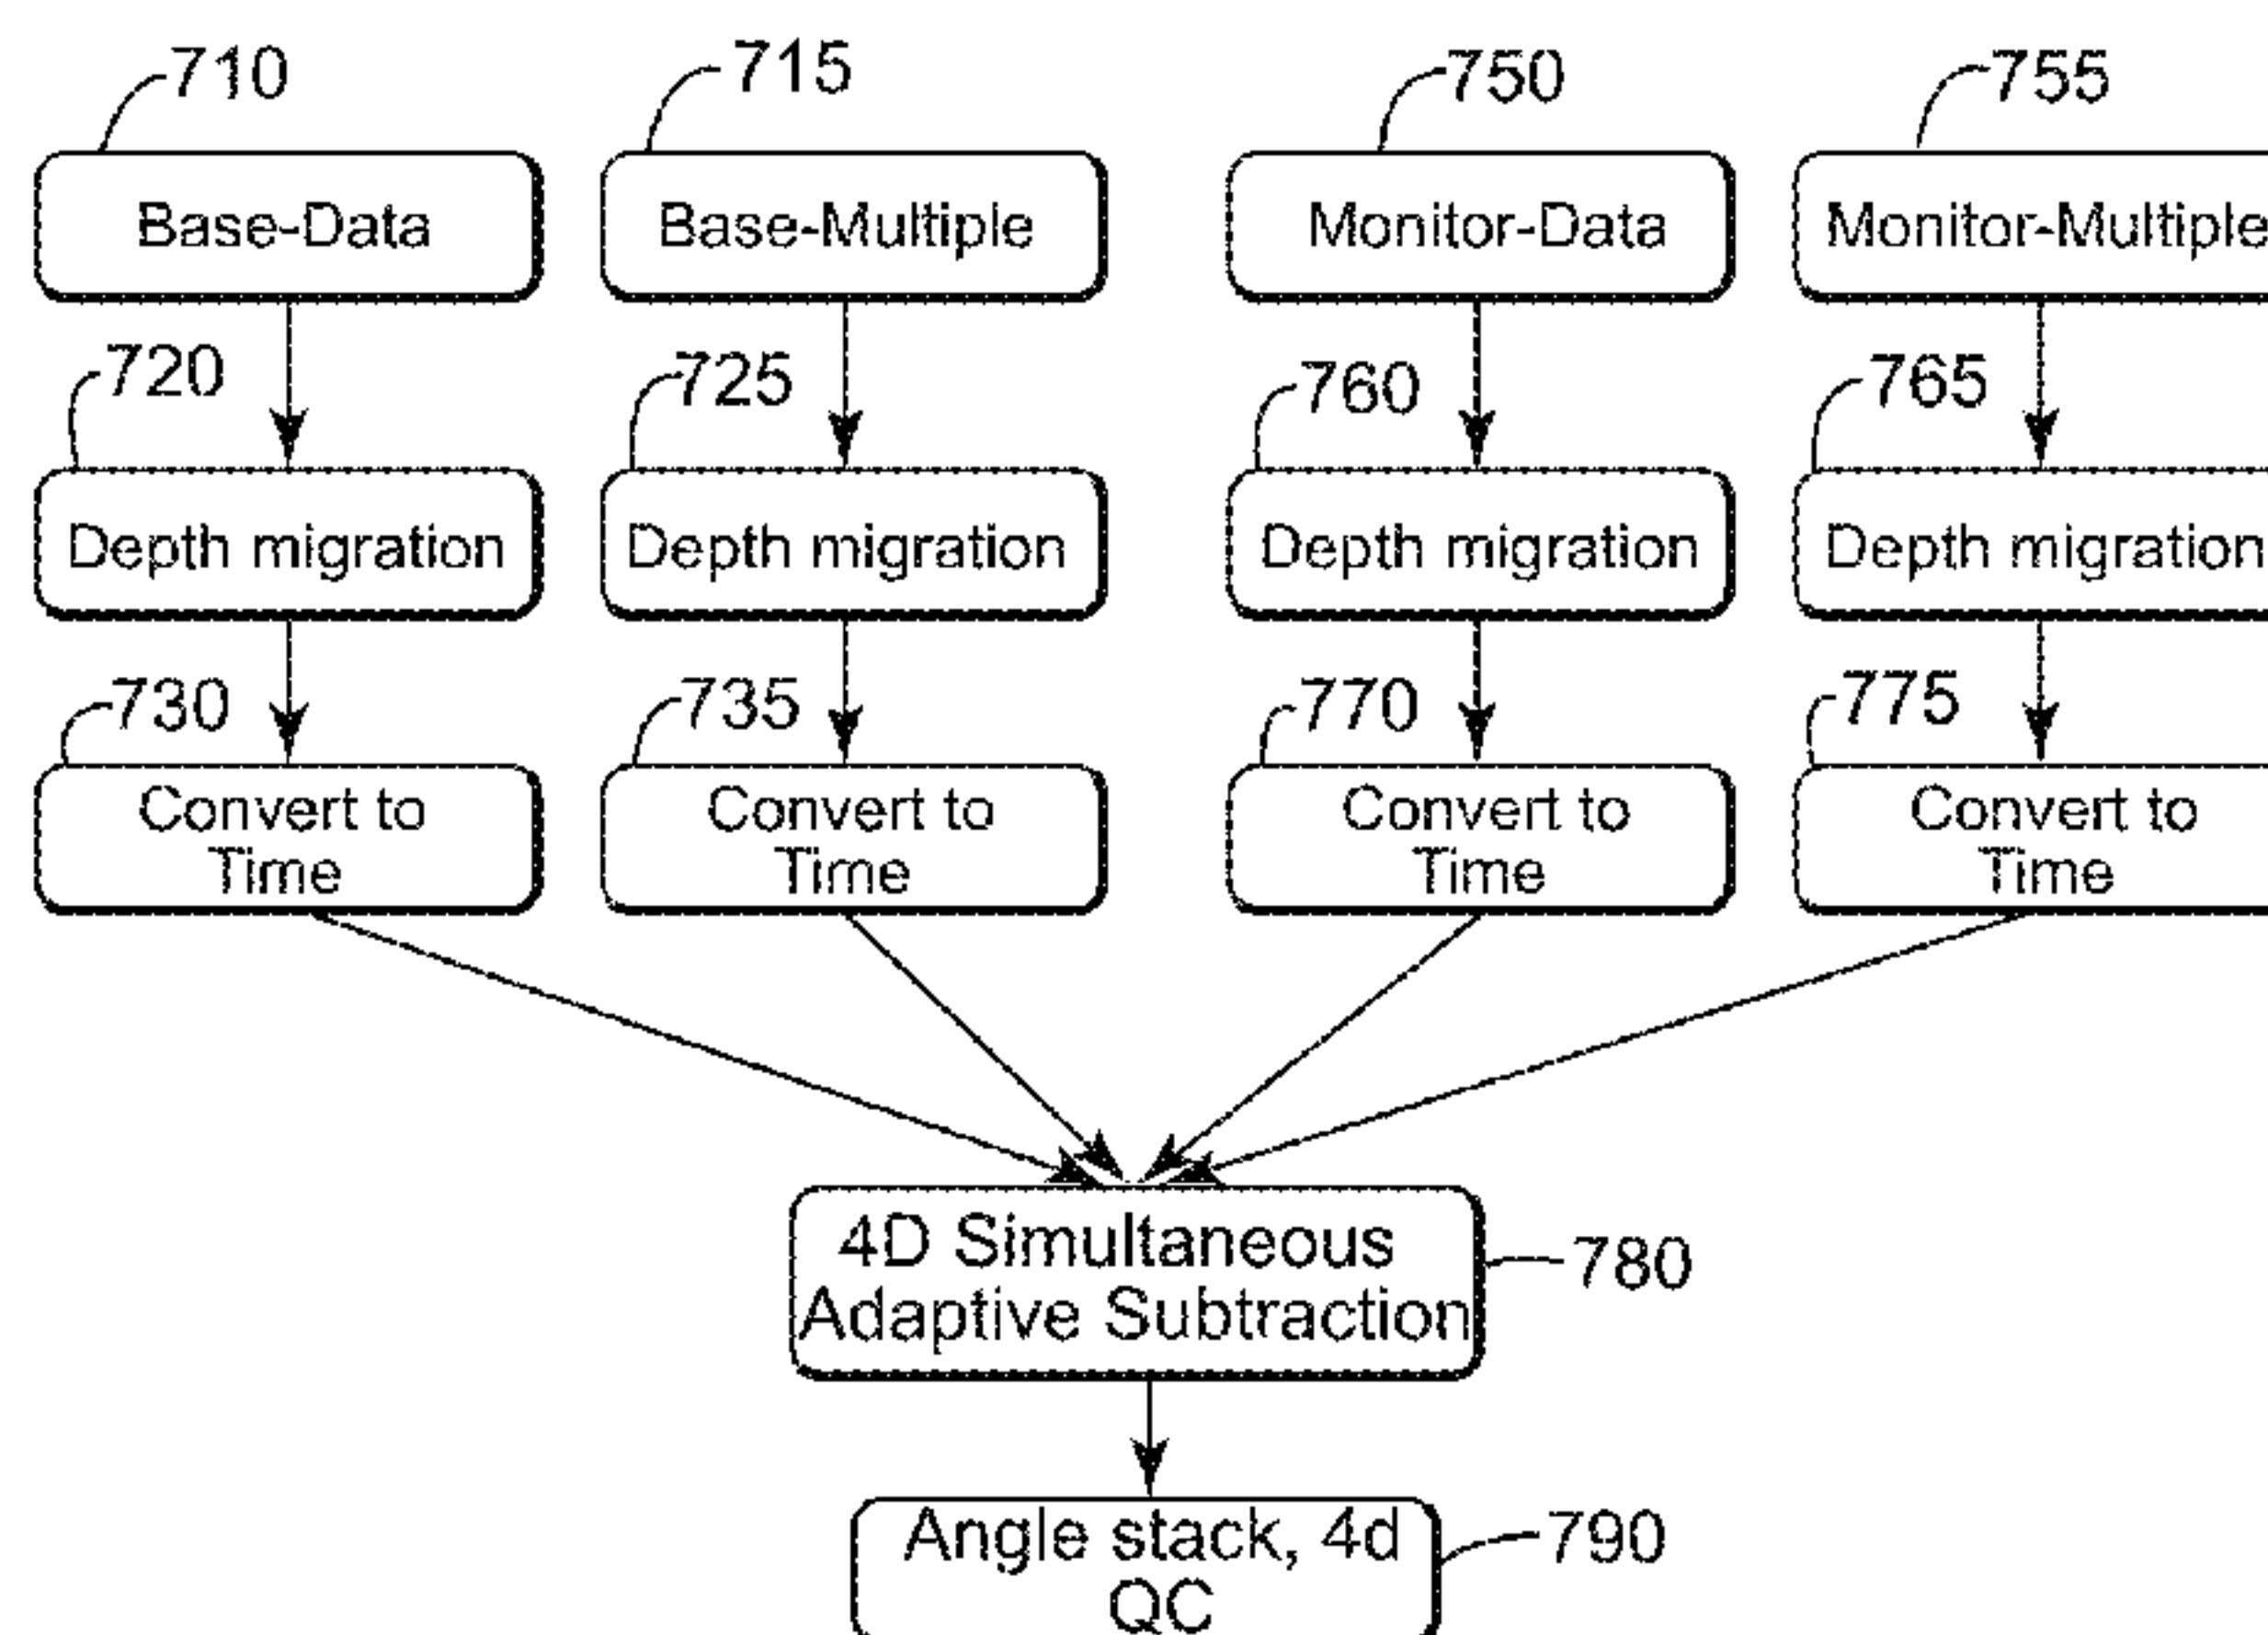 710
715
750
755
Base-Data
Base-Multiple
Monitor-Data
Monitor-Multiple
720
725
760
765
Depth migration
Depth migration
Depth migration
Depth migration
730
735
770
775
Convert to
Time
Convert to
Time
Convert to
Time
Convert to
Time
4D Simultaneous
Adaptive Subtraction
780
Angle stack, 4d
QC
790